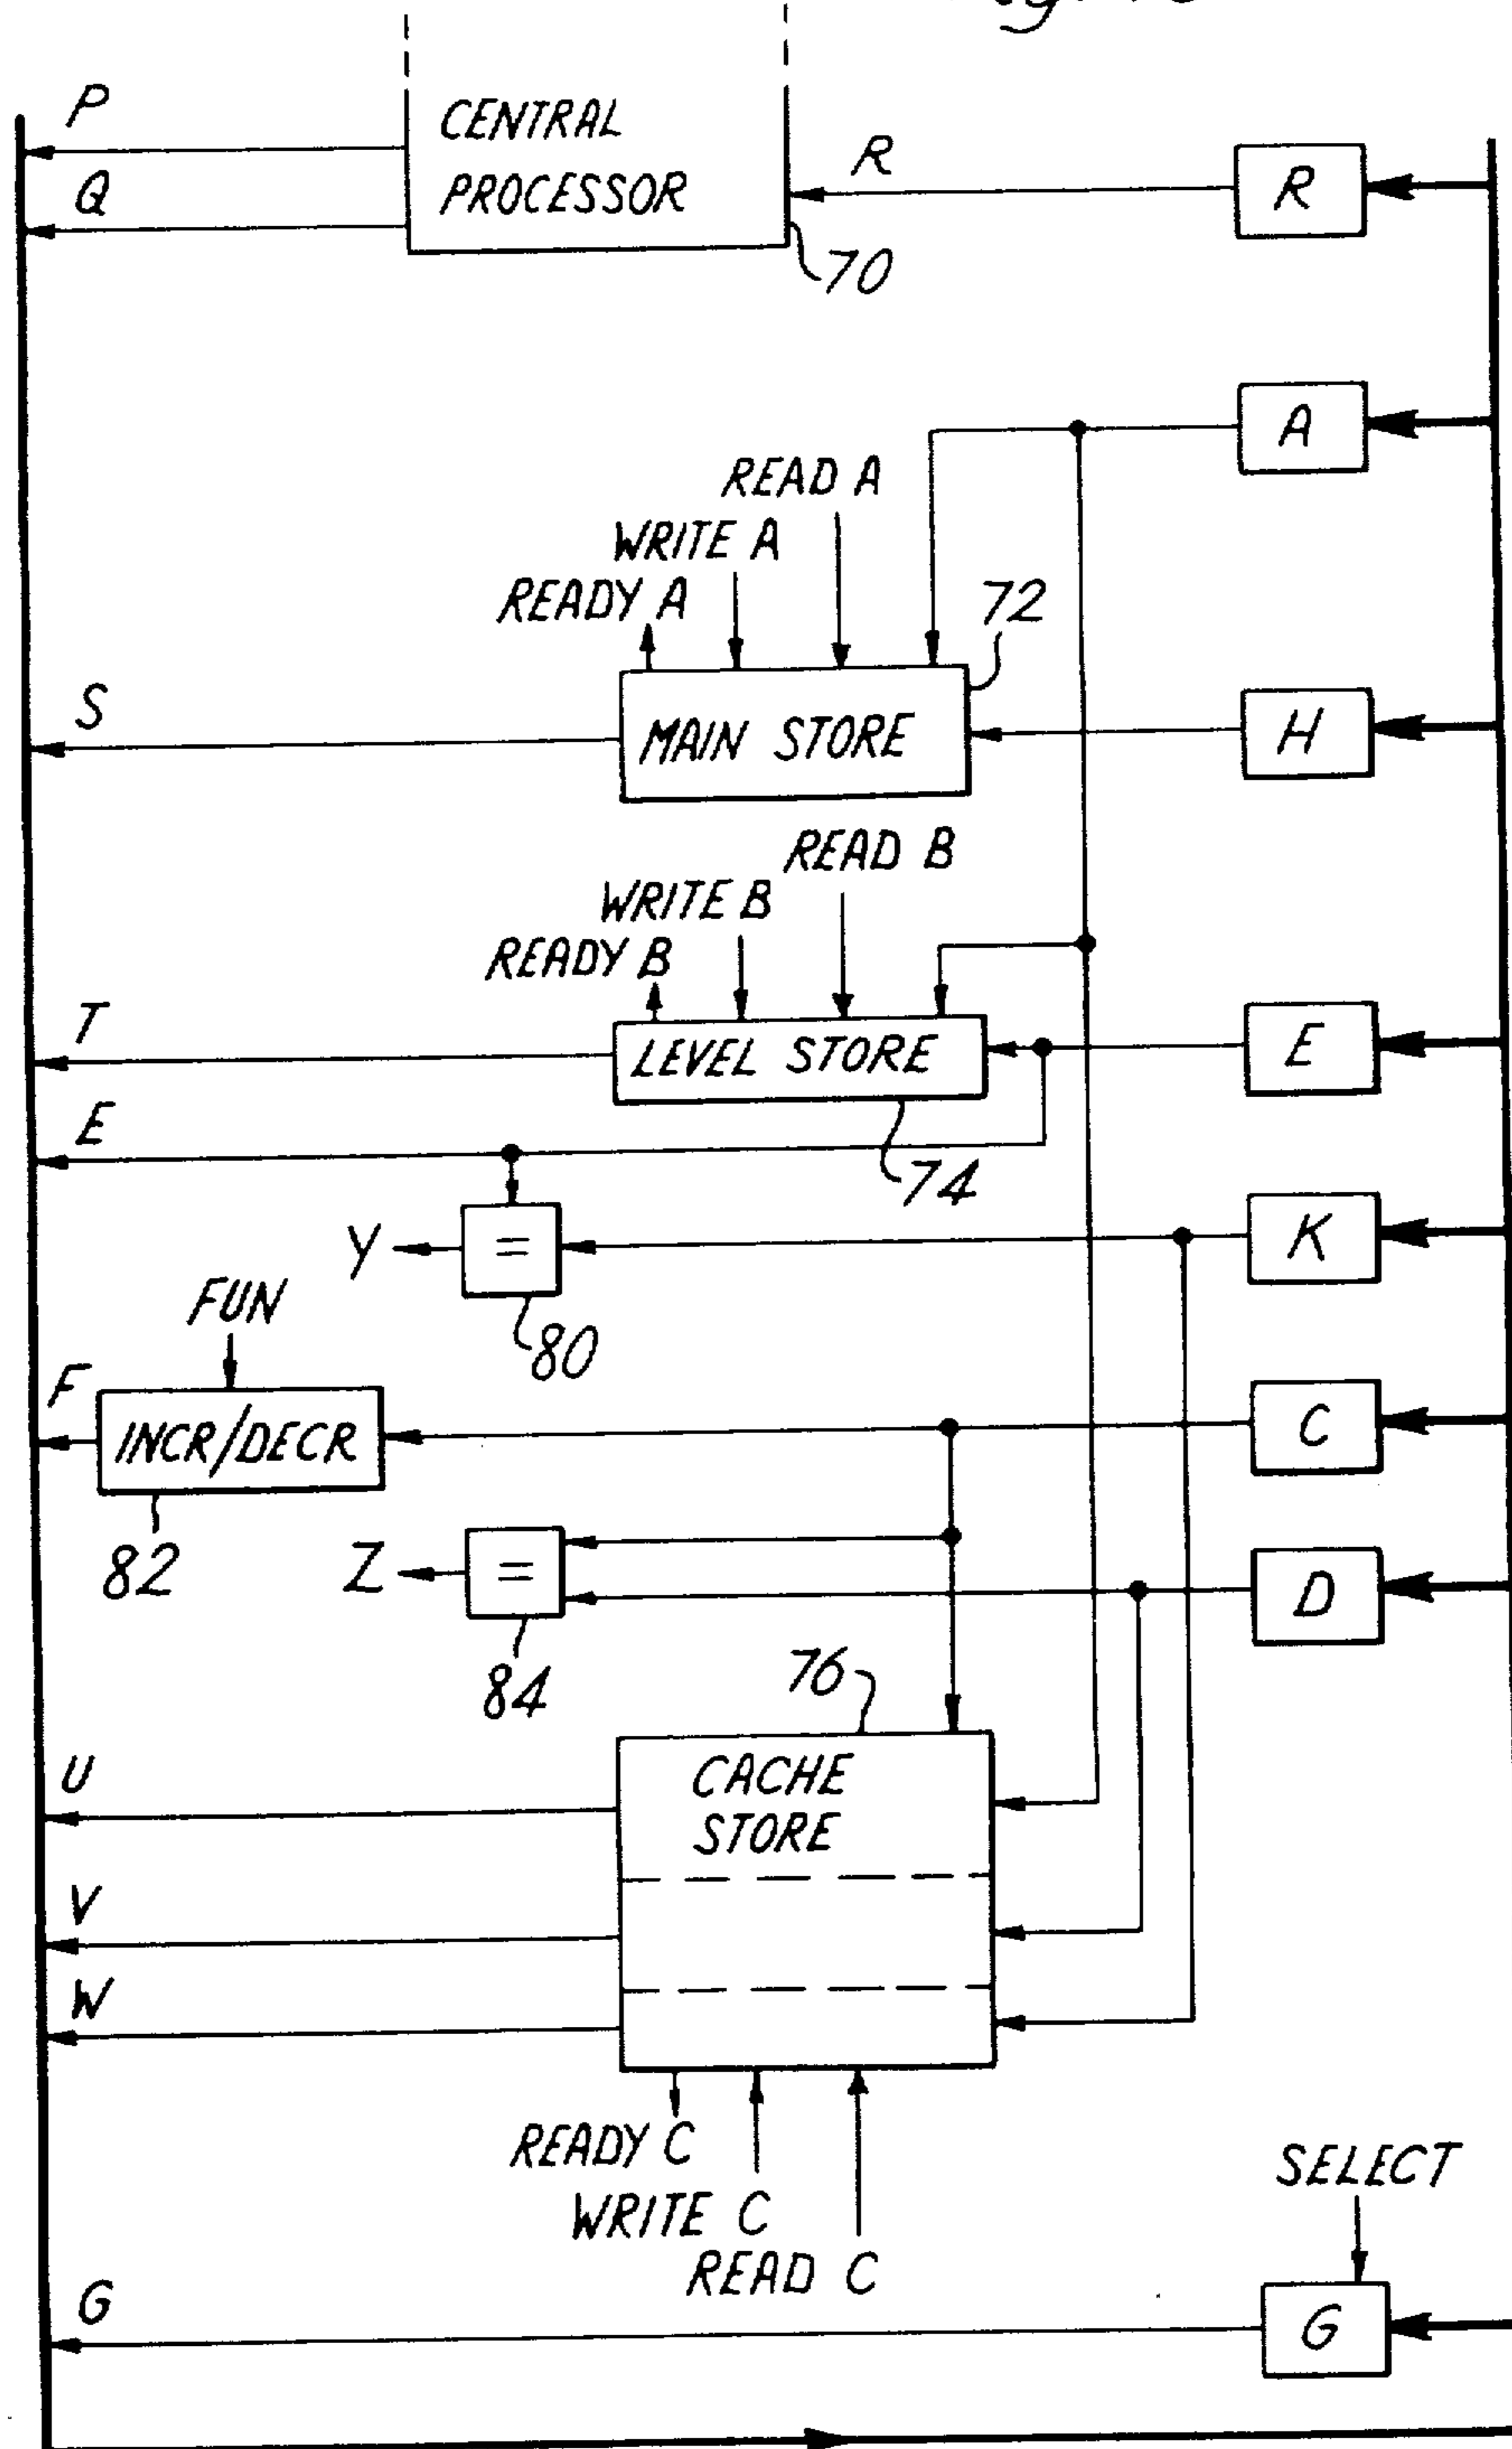 P
CENTRAL
PROCESSOR
Q
R
R
70
A
READ A
WRITE A
READY A
72
S
MAIN STORE
H
READ B
WRITE B
READY B
T
LEVEL STORE
E
E
74
Y
=
K
FUN
80
F
INCR/DECR
C
82
Z
=
D
84
76
U
CACHE
STORE
V
W
READY C
WRITE C
READ C
SELECT
G
G